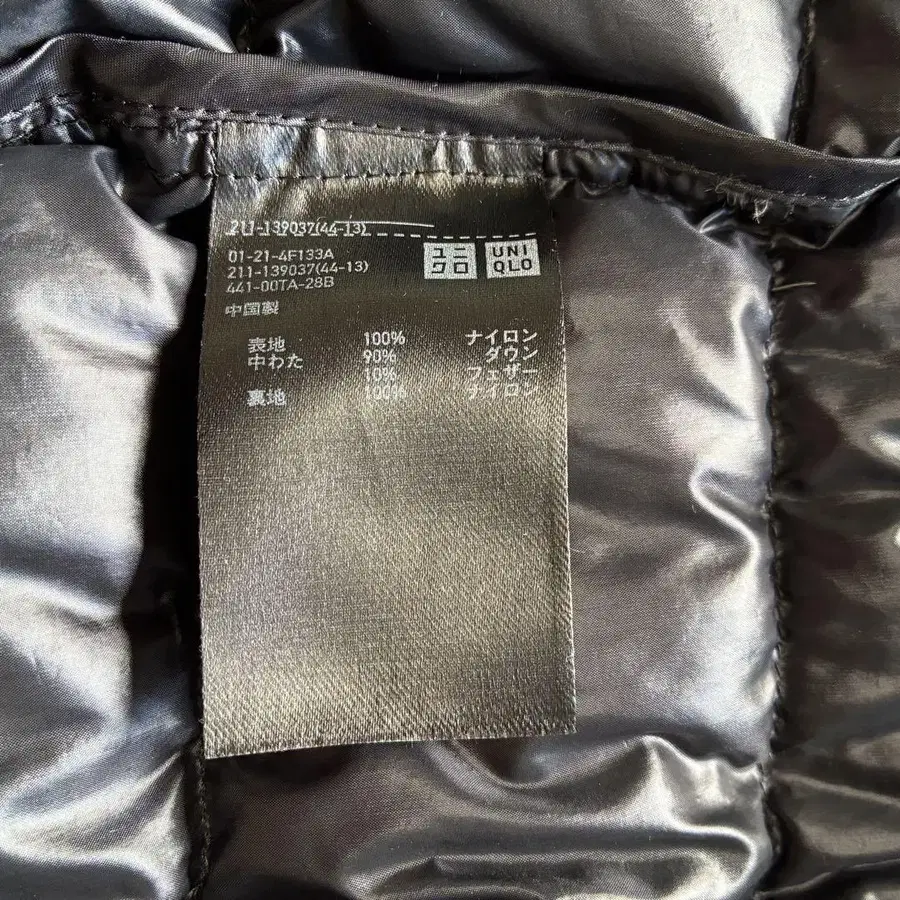 211-139037(44-13)
01-21-4F133A
211-139037(44-13)
441-00TA-28B
ユニ
クロ
UNI
QLO
中国製
表地 100% ナイロン
中わた 90% ダウン
10% フェザー
裏地 100% ナイロン